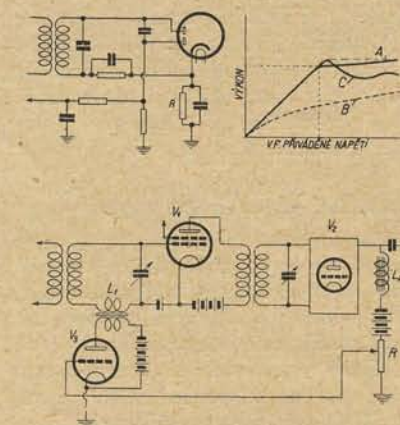 R
VÝKON
A
C
B
V.F. PŘIVÁDĚNÉ NAPĚTÍ
V₁
V₂
L₁
V₃
R